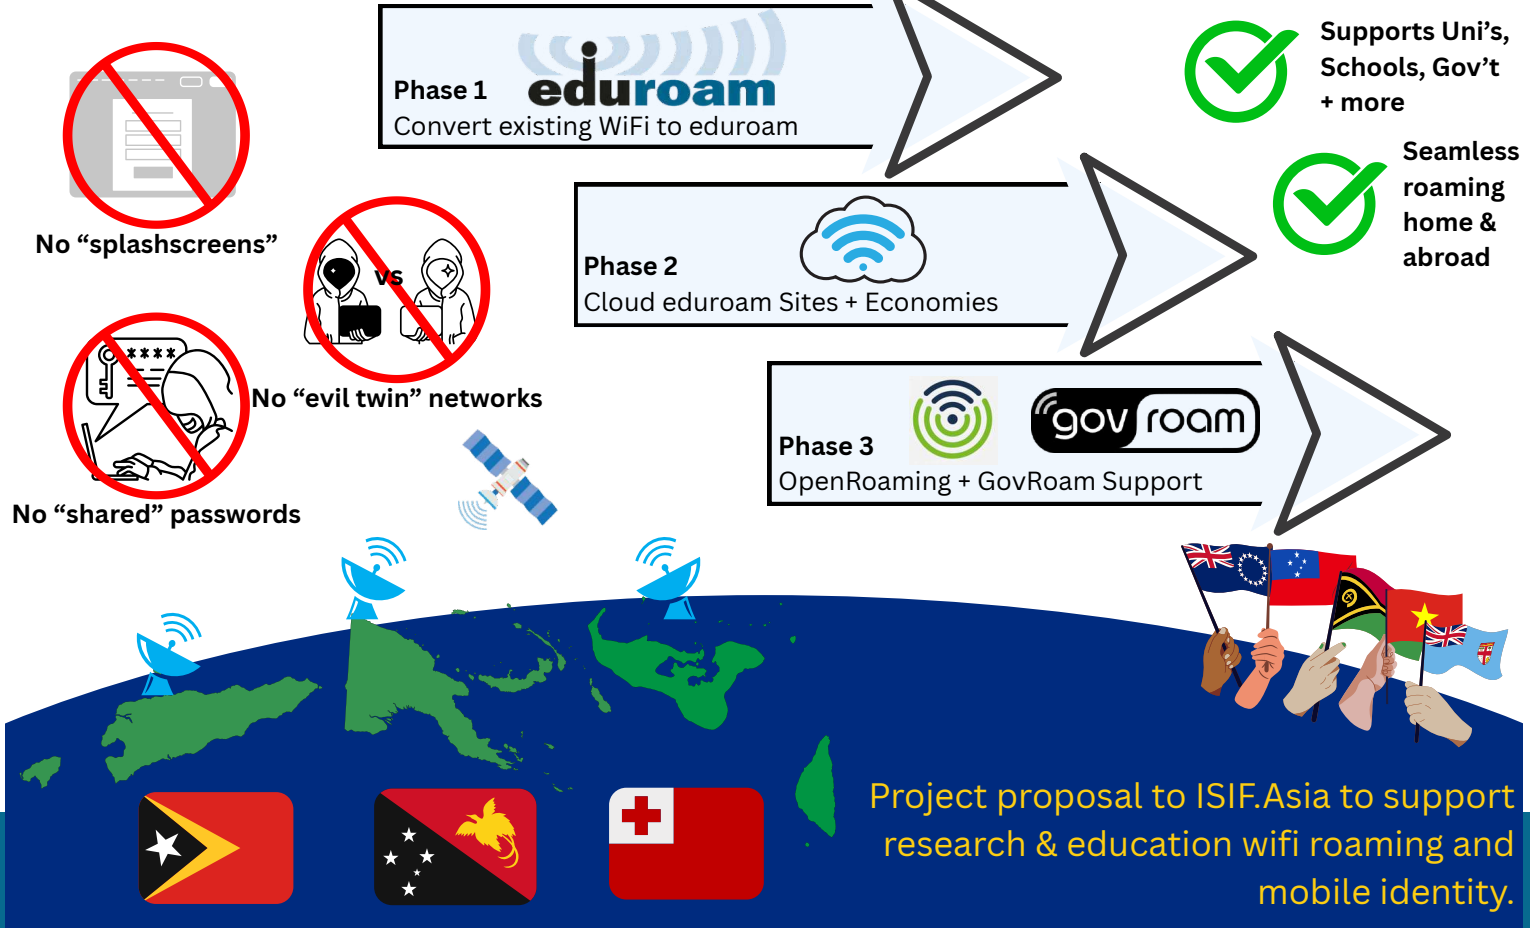 Phase 1
eduroam
Convert existing WiFi to eduroam
Supports Uni’s,
Schools, Gov’t
+ more
Seamless
roaming
home &
abroad
No “splashscreens”
vs
No “evil twin” networks
****
No “shared” passwords
Phase 2
Cloud eduroam Sites + Economies
Phase 3
gov roam
OpenRoaming + GovRoam Support
Project proposal to ISIF.Asia to support
research & education wifi roaming and
mobile identity.